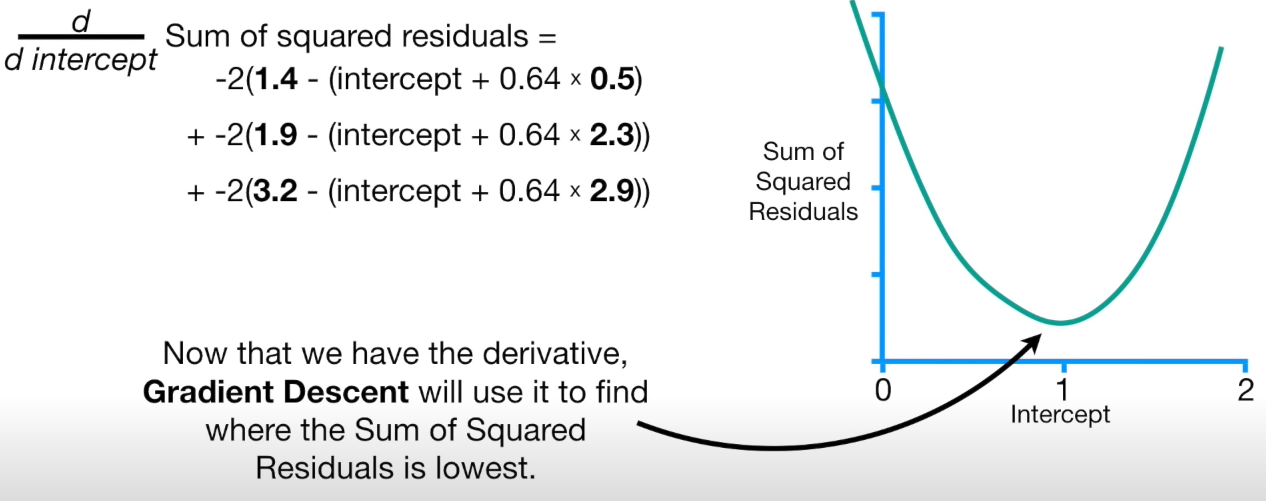 d
d intercept
Sum of squared residuals =
-2(1.4 - (intercept + 0.64 × 0.5)
+ -2(1.9 - (intercept + 0.64 × 2.3))
+ -2(3.2 - (intercept + 0.64 × 2.9))
Now that we have the derivative,
Gradient Descent will use it to find
where the Sum of Squared
Residuals is lowest.
Sum of
Squared
Residuals
0
1
2
Intercept